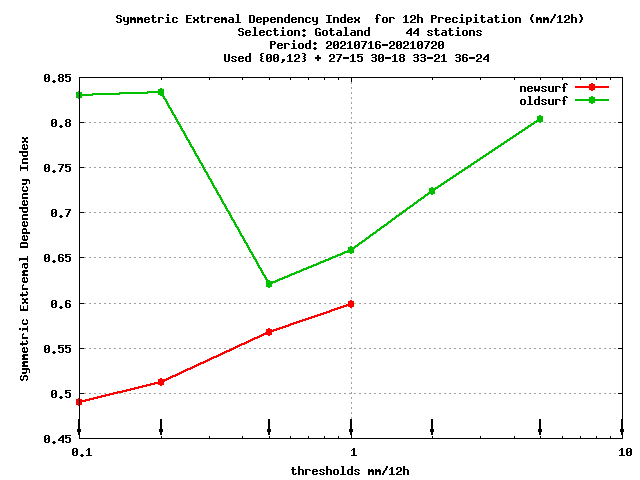 Symmetric Extremal Dependency Index  for 12h Precipitation (mm/12h)
Selection: Gotaland     44 stations
Period: 20210716-20210720
Used {00,12} + 27-15 30-18 33-21 36-24
newsurf
oldsurf
Symmetric Extremal Dependency Index
0.85
0.8
0.75
0.7
0.65
0.6
0.55
0.5
0.45
0.1 1 10
thresholds mm/12h